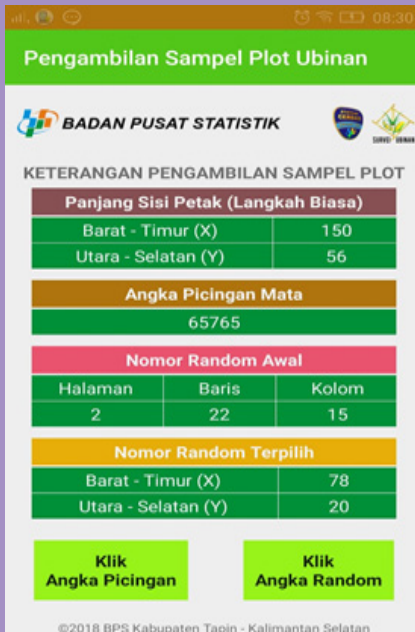 08:30
Pengambilan Sampel Plot Ubinan
BADAN PUSAT STATISTIK
SURVEI UBINAN
KETERANGAN PENGAMBILAN SAMPEL PLOT
Panjang Sisi Petak (Langkah Biasa)
Barat - Timur (X) 150
Utara - Selatan (Y) 56
Angka Picingan Mata
65765
Nomor Random Awal
Halaman Baris Kolom
2 22 15
Nomor Random Terpilih
Barat - Timur (X) 78
Utara - Selatan (Y) 20
Klik
Angka Picingan
Klik
Angka Random
©2018 BPS Kabupaten Tapin - Kalimantan Selatan